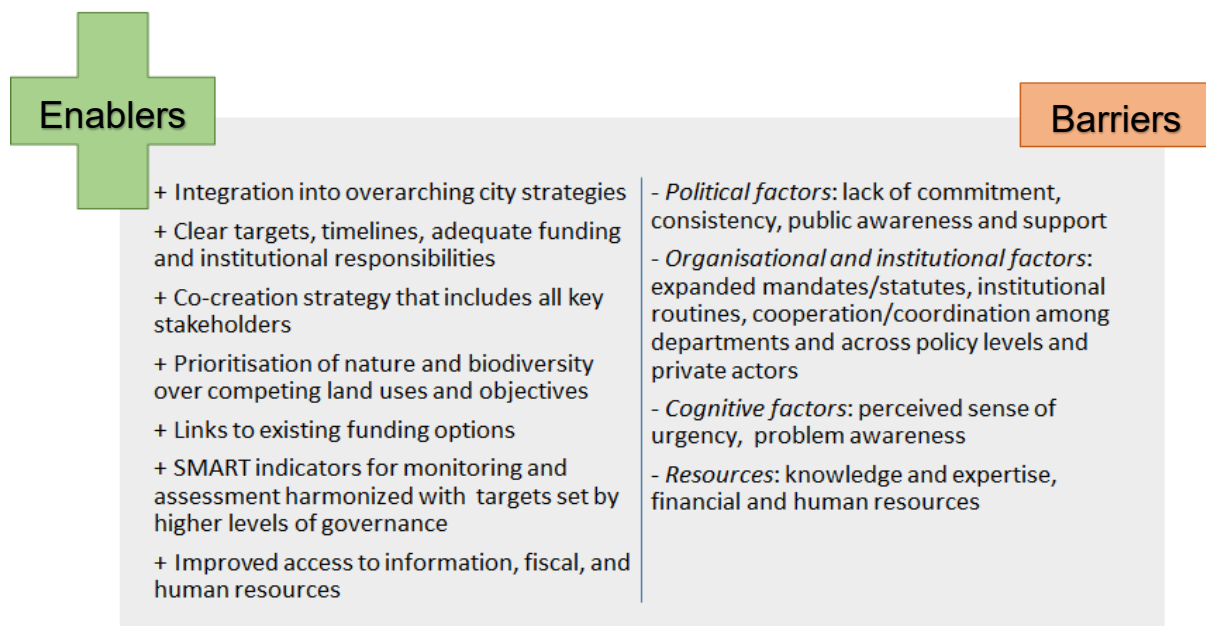 Enablers
Barriers
+ Integration into overarching city strategies
+ Clear targets, timelines, adequate funding
and institutional responsibilities
+ Co-creation strategy that includes all key
stakeholders
+ Prioritisation of nature and biodiversity
over competing land uses and objectives
+ Links to existing funding options
+ SMART indicators for monitoring and
assessment harmonized with targets set by
higher levels of governance
+ Improved access to information, fiscal, and
human resources
- Political factors: lack of commitment,
consistency, public awareness and support
- Organisational and institutional factors:
expanded mandates/statutes, institutional
routines, cooperation/coordination among
departments and across policy levels and
private actors
- Cognitive factors: perceived sense of
urgency, problem awareness
- Resources: knowledge and expertise,
financial and human resources